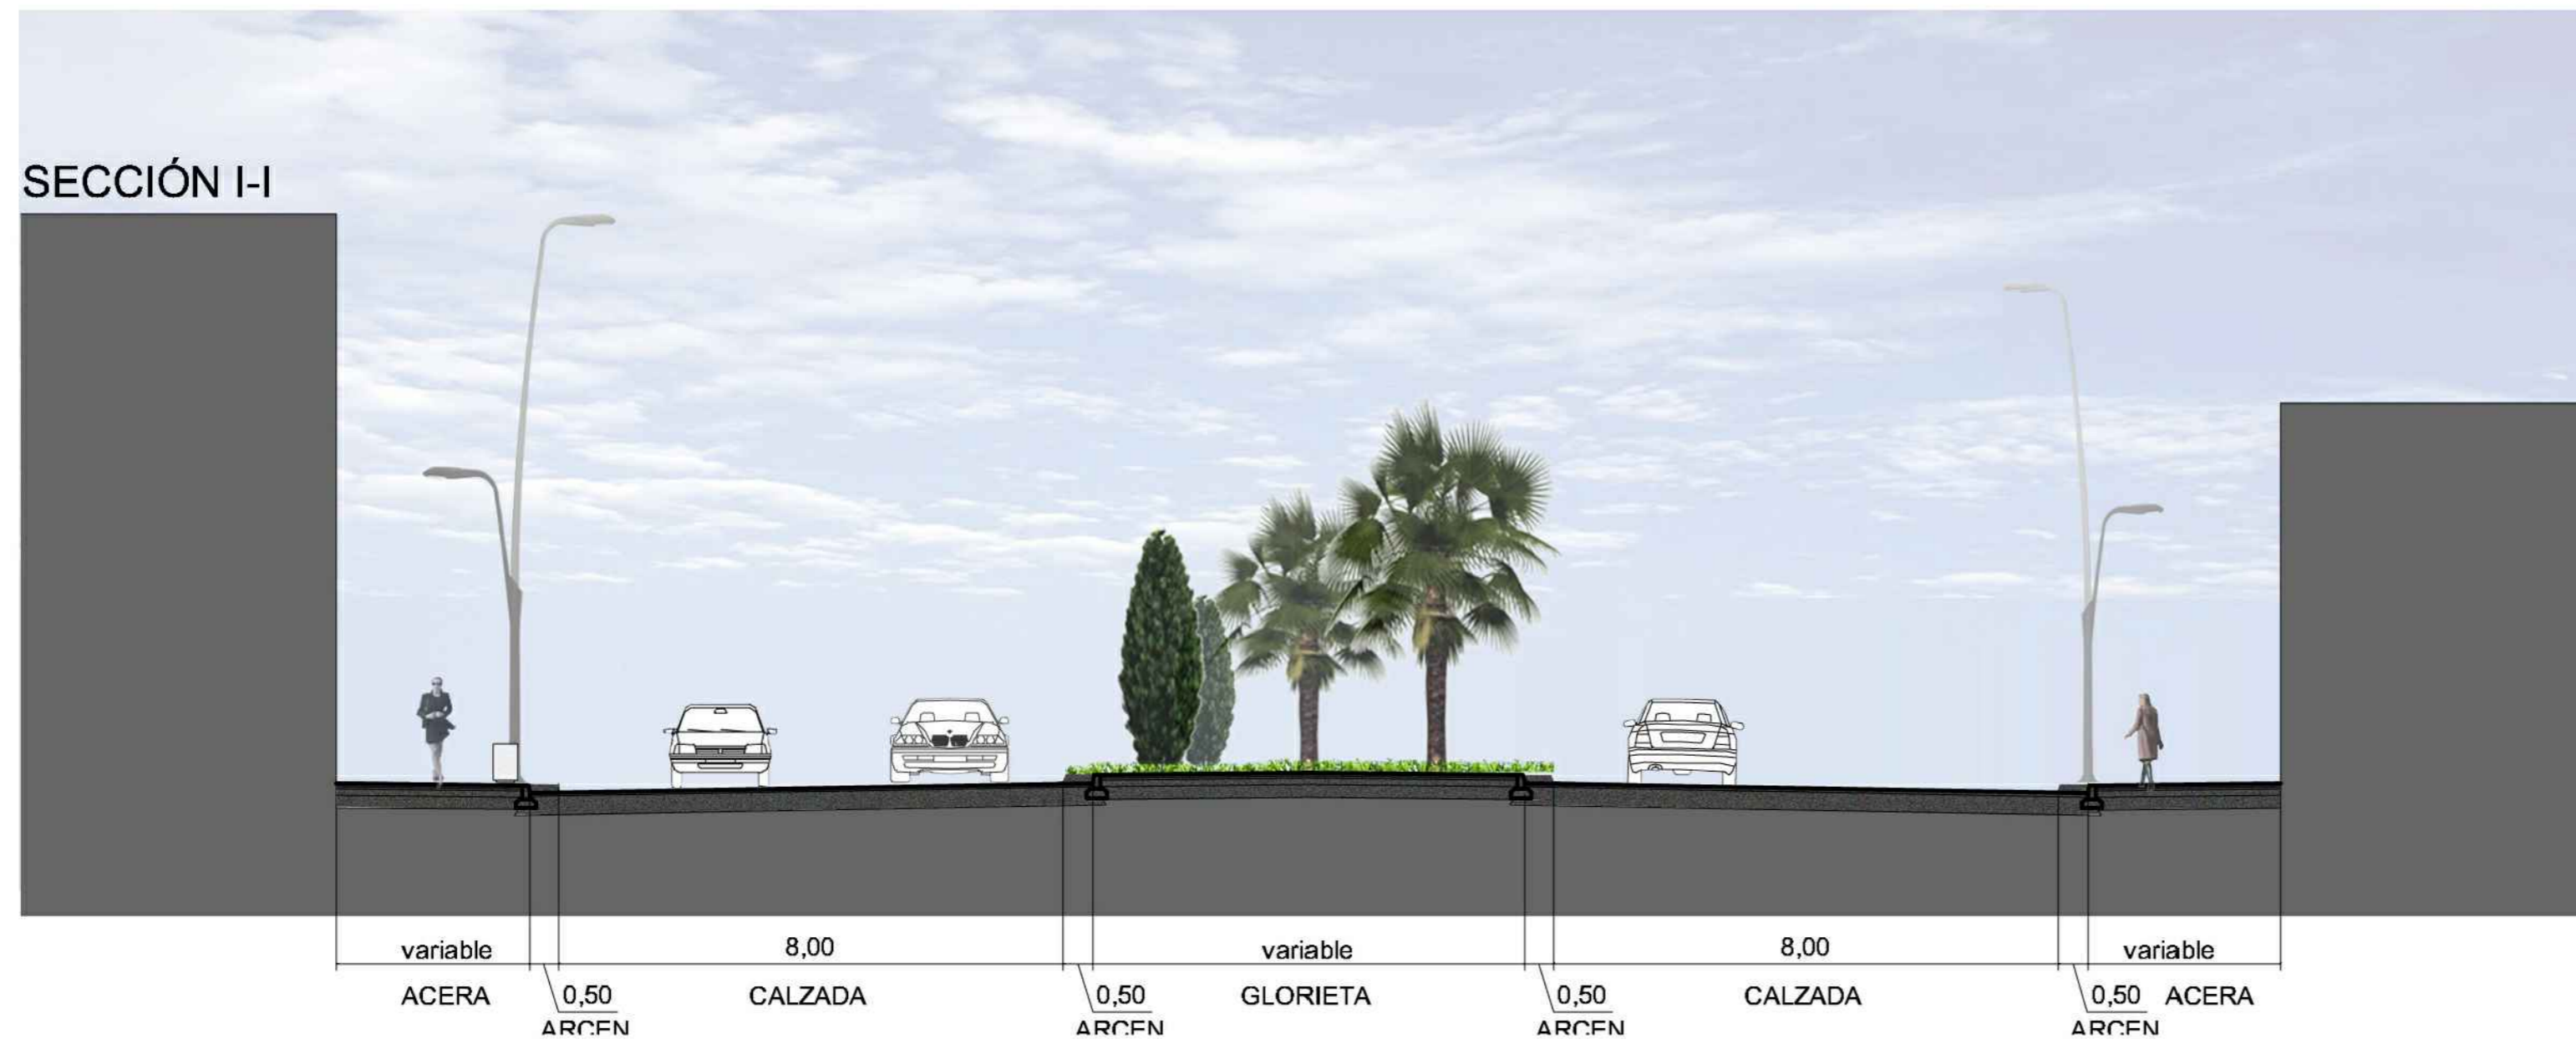 SECCIÓN I-I
variable 8,00 variable 8,00 variable
ACERA 0,50 CALZADA 0,50 GLORIETA 0,50 CALZADA 0,50 ACERA
ARCEN ARCEN ARCEN ARCEN